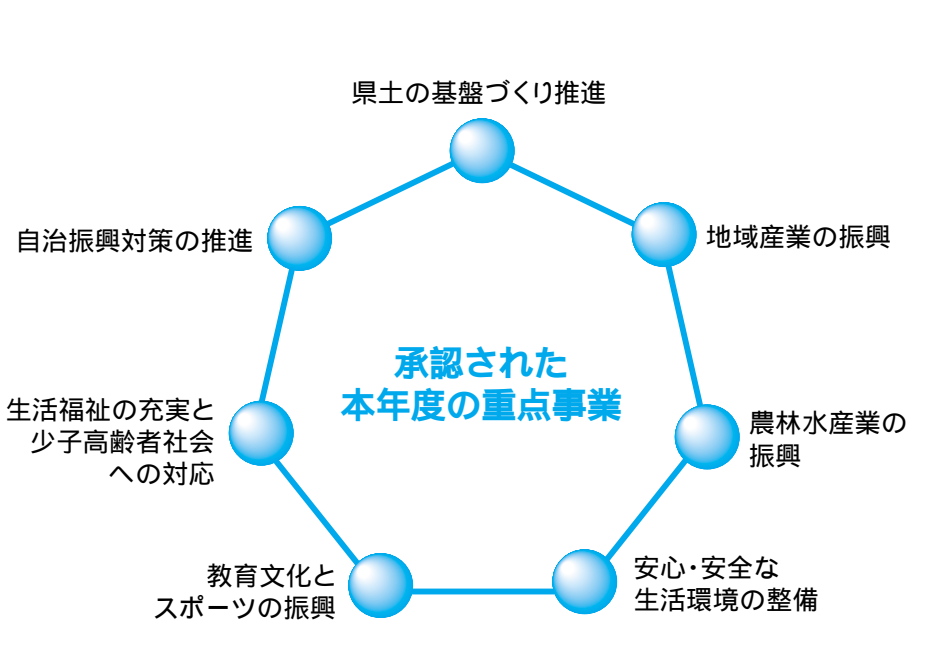 県土の基盤づくり推進
自治振興対策の推進
地域産業の振興
承認された
本年度の重点事業
生活福祉の充実と
少子高齢者社会
への対応
農林水産業の
振興
教育文化と
スポーツの振興
安心・安全な
生活環境の整備